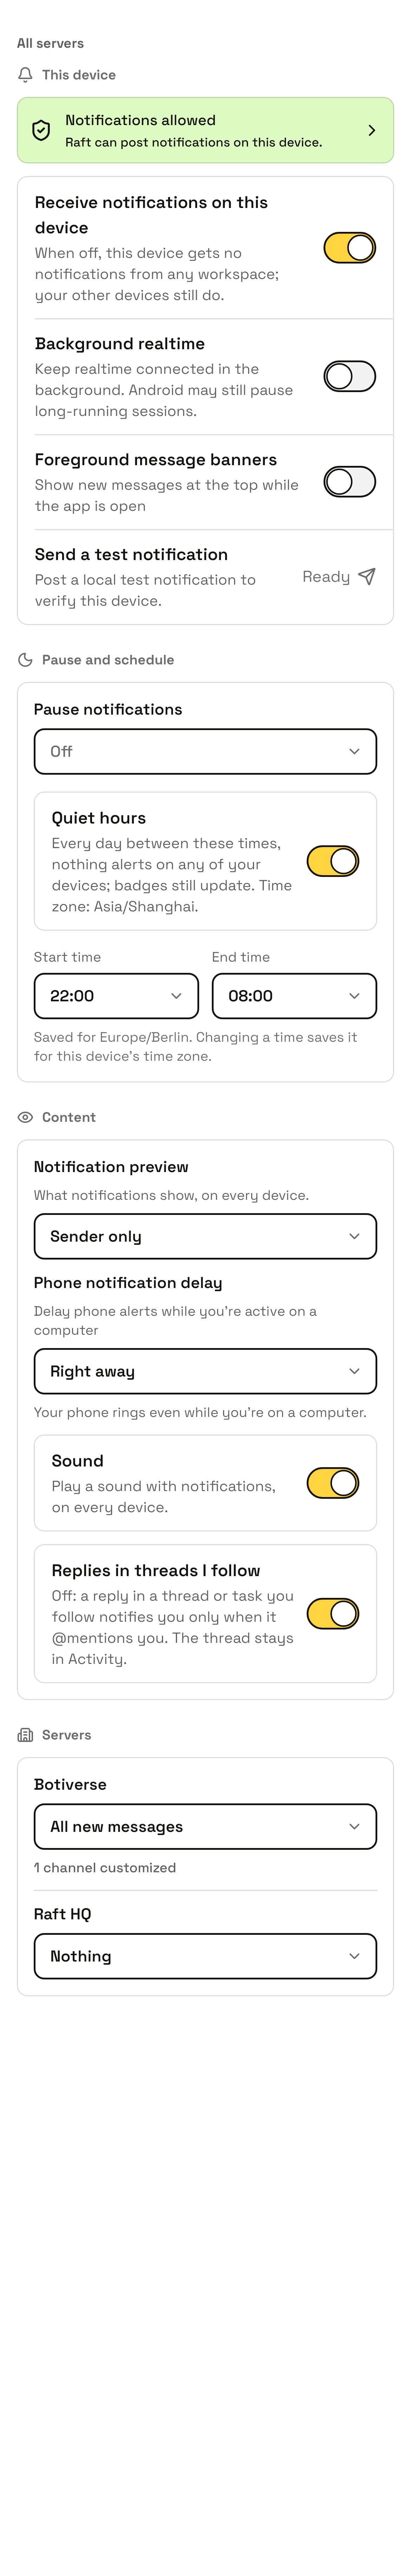 All servers
This device
Notifications allowed
Raft can post notifications on this device.
Receive notifications on this
device
When off, this device gets no
notifications from any workspace;
your other devices still do.
Background realtime
Keep realtime connected in the
background. Android may still pause
long-running sessions.
Foreground message banners
Show new messages at the top while
the app is open
Send a test notification
Post a local test notification to
verify this device.
Ready
Pause and schedule
Pause notifications
Off
Quiet hours
Every day between these times,
nothing alerts on any of your
devices; badges still update. Time
zone: Asia/Shanghai.
Start time
End time
22:00
08:00
Saved for Europe/Berlin. Changing a time saves it
for this device's time zone.
Content
Notification preview
What notifications show, on every device.
Sender only
Phone notification delay
Delay phone alerts while you're active on a
computer
Right away
Your phone rings even while you're on a computer.
Sound
Play a sound with notifications,
on every device.
Replies in threads I follow
Off: a reply in a thread or task you
follow notifies you only when it
@mentions you. The thread stays
in Activity.
Servers
Botiverse
All new messages
1 channel customized
Raft HQ
Nothing